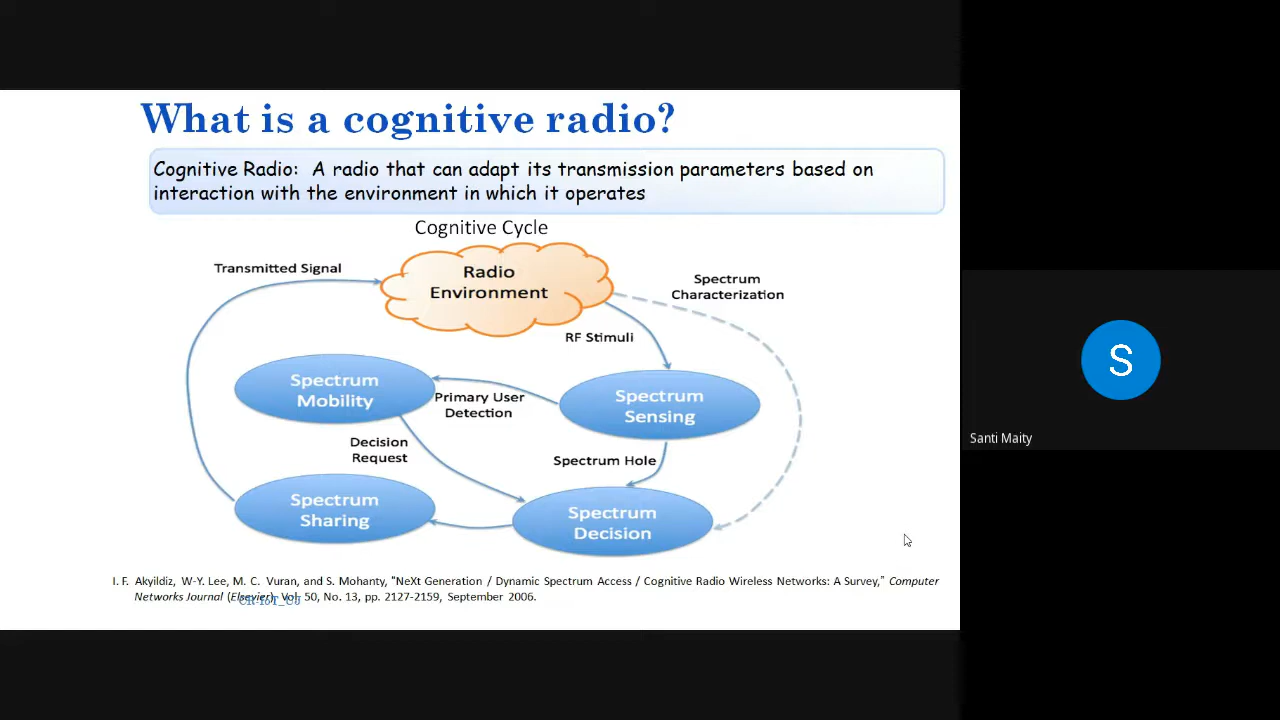 What is a cognitive radio?
Cognitive Radio: A radio that can adapt its transmission parameters based on
interaction with the environment in which it operates
Cognitive Cycle
Transmitted Signal
Radio
Environment
Spectrum
Characterization
RF Stimuli
Spectrum
Mobility
Primary User
Detection
Spectrum
Sensing
Decision
Request
Spectrum Hole
Spectrum
Sharing
Spectrum
Decision
S
Santi Maity
I. F. Akyildiz, W-Y. Lee, M. C. Vuran, and S. Mohanty, "NeXt Generation / Dynamic Spectrum Access / Cognitive Radio Wireless Networks: A Survey," Computer
Networks Journal (Elsevier), Vol. 50, No. 13, pp. 2127-2159, September 2006.